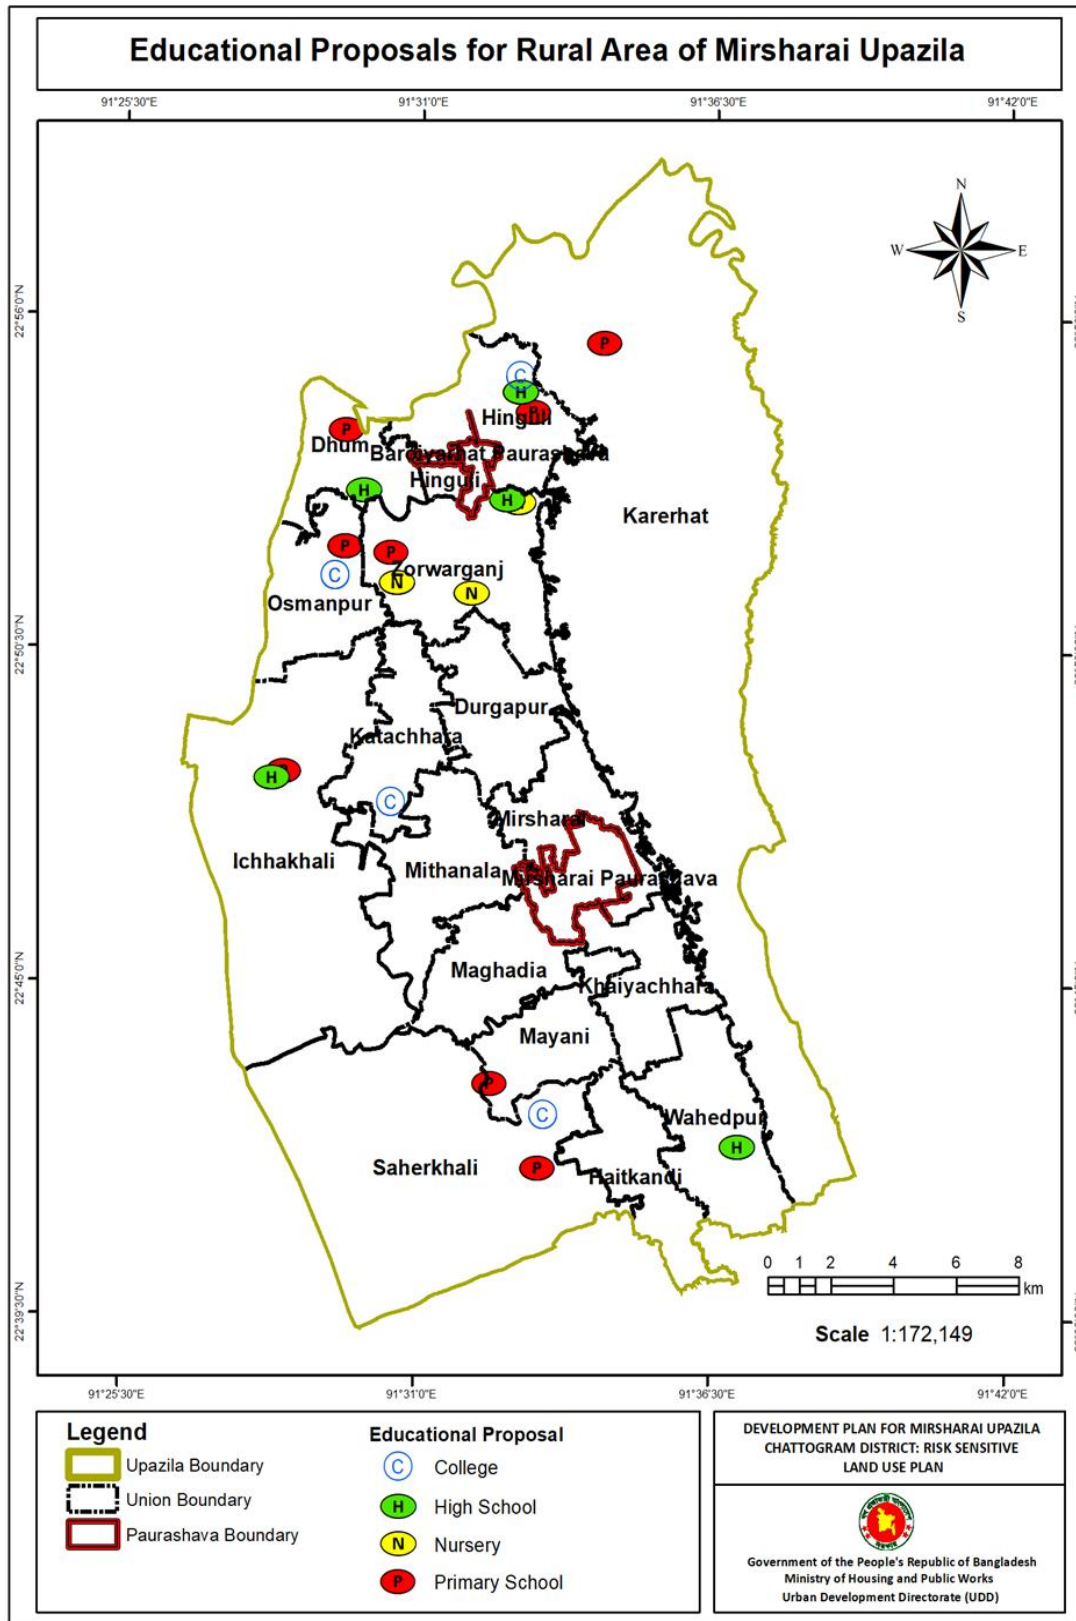 Educational Proposals for Rural Area of Mirsharai Upazila
91°25'30"E 91°31'0"E 91°36'30"E 91°42'0"E
N
W E
S
22°56'0"N
P
C
H
P
Hinguli
P
Dhum
Bardiyarhat Paurashava
Hinguli
H
H
Karerhat
P
P
Zorwarganj
C
N
N
Osmanpur
22°50'30"N
Durgapur
Katachhara
H
C
Mirsharai
Ichhakhali
Mithanala
Mirsharai Paurashava
22°45'0"N
Maghadia
Khaiyachhara
Mayani
P
C
Wahedpur
H
Saherkhali
P
Haitkandi
0 1 2 4 6 8
km
22°39'30"N
Scale 1:172,149
91°25'30"E 91°31'0"E 91°36'30"E 91°42'0"E
Legend
Upazila Boundary
Union Boundary
Paurashava Boundary
Educational Proposal
C College
H High School
N Nursery
P Primary School
DEVELOPMENT PLAN FOR MIRSHARAI UPAZILA
CHATTOGRAM DISTRICT: RISK SENSITIVE
LAND USE PLAN
Government of the People's Republic of Bangladesh
Ministry of Housing and Public Works
Urban Development Directorate (UDD)